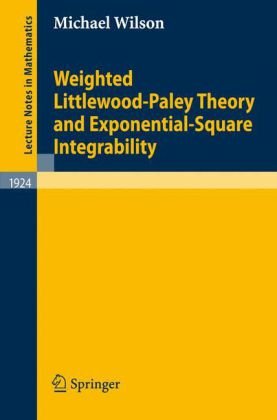 Lecture Notes in Mathematics
1924
Michael Wilson
Weighted
Littlewood-Paley Theory
and Exponential-Square
Integrability
Springer